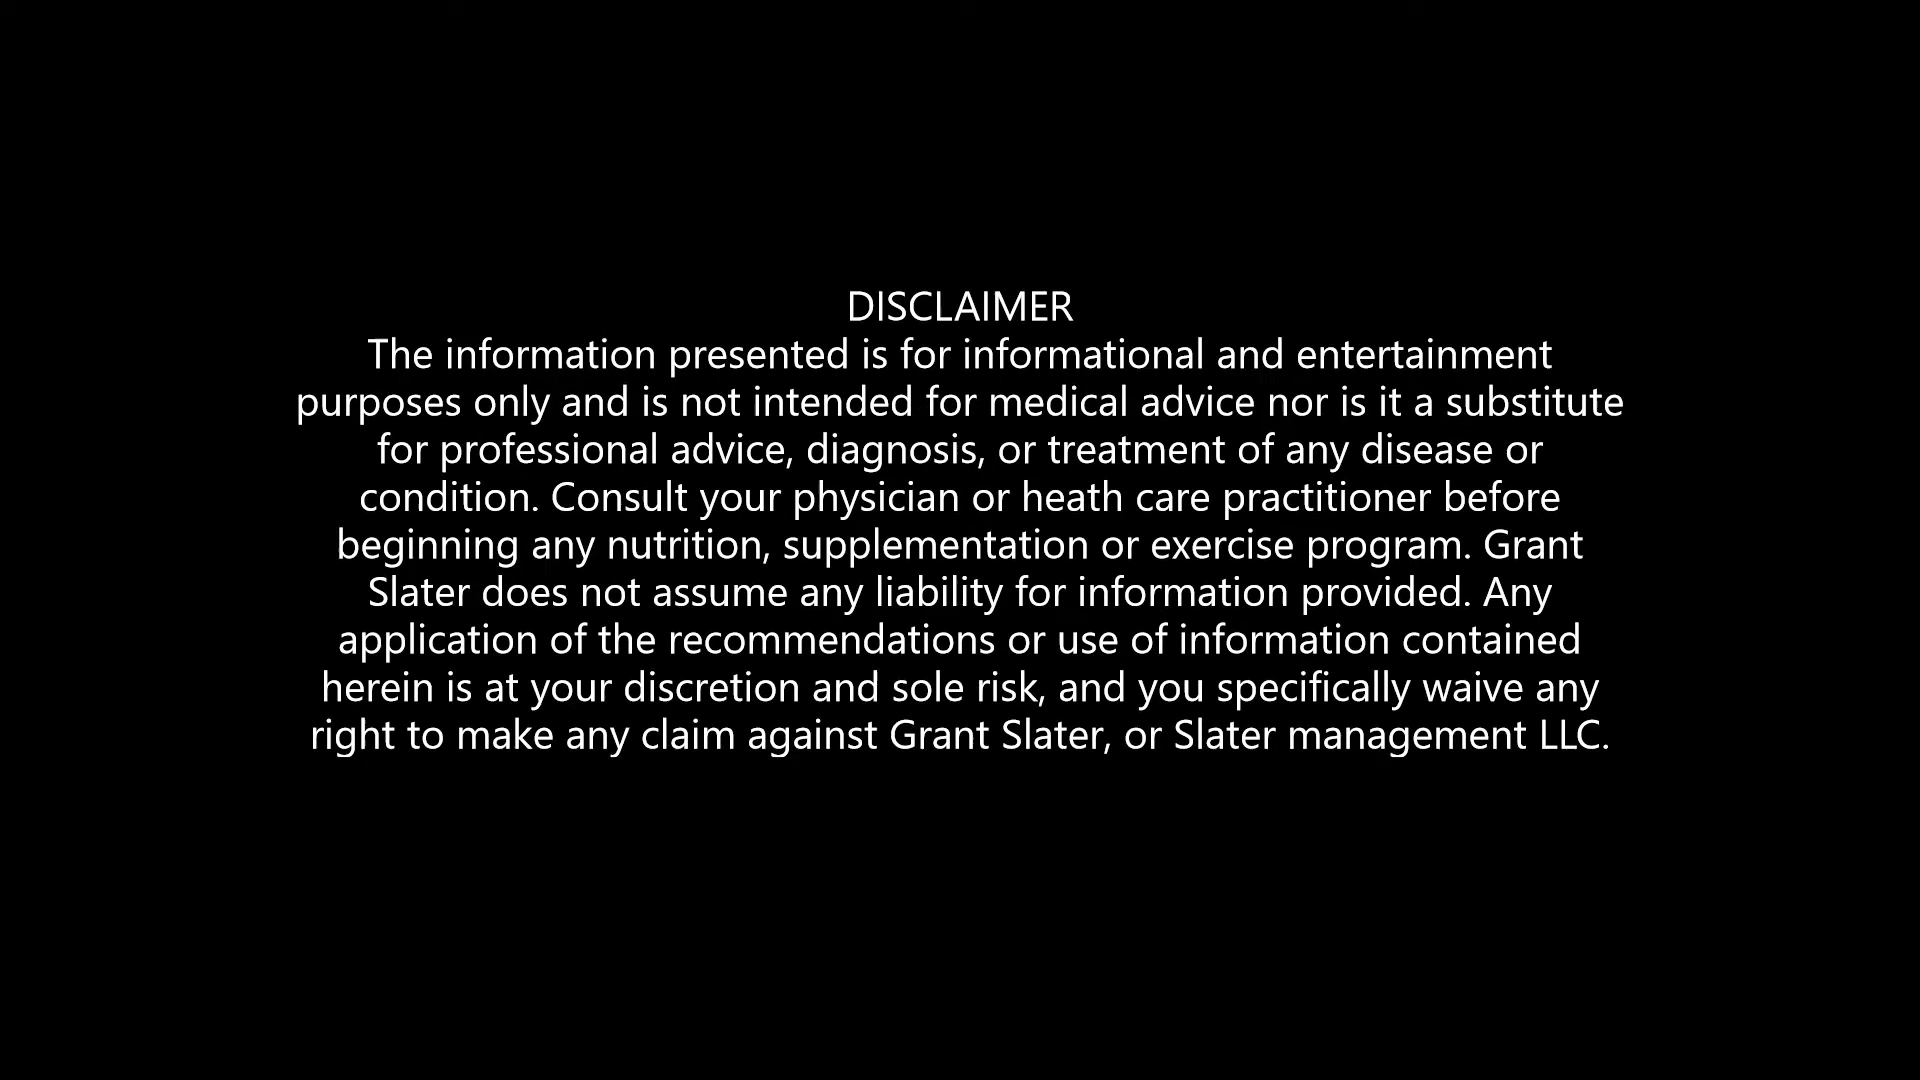 DISCLAIMER
The information presented is for informational and entertainment
purposes only and is not intended for medical advice nor is it a substitute
for professional advice, diagnosis, or treatment of any disease or
condition. Consult your physician or heath care practitioner before
beginning any nutrition, supplementation or exercise program. Grant
Slater does not assume any liability for information provided. Any
application of the recommendations or use of information contained
herein is at your discretion and sole risk, and you specifically waive any
right to make any claim against Grant Slater, or Slater management LLC.